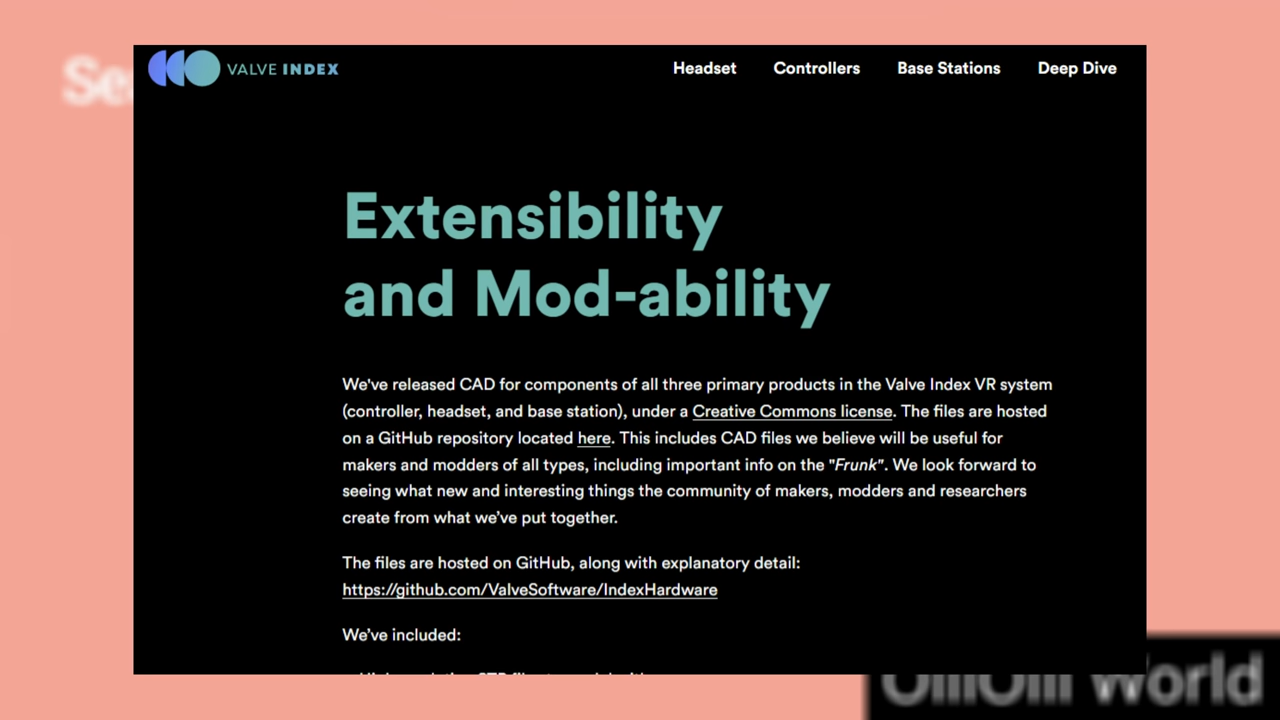 VALVE INDEX
Headset Controllers Base Stations Deep Dive
Extensibility
and Mod-ability
We've released CAD for components of all three primary products in the Valve Index VR system
(controller, headset, and base station), under a Creative Commons license. The files are hosted
on a GitHub repository located here. This includes CAD files we believe will be useful for
makers and modders of all types, including important info on the "Frunk". We look forward to
seeing what new and interesting things the community of makers, modders and researchers
create from what we’ve put together.
The files are hosted on GitHub, along with explanatory detail:
https://github.com/ValveSoftware/IndexHardware
We’ve included:
World